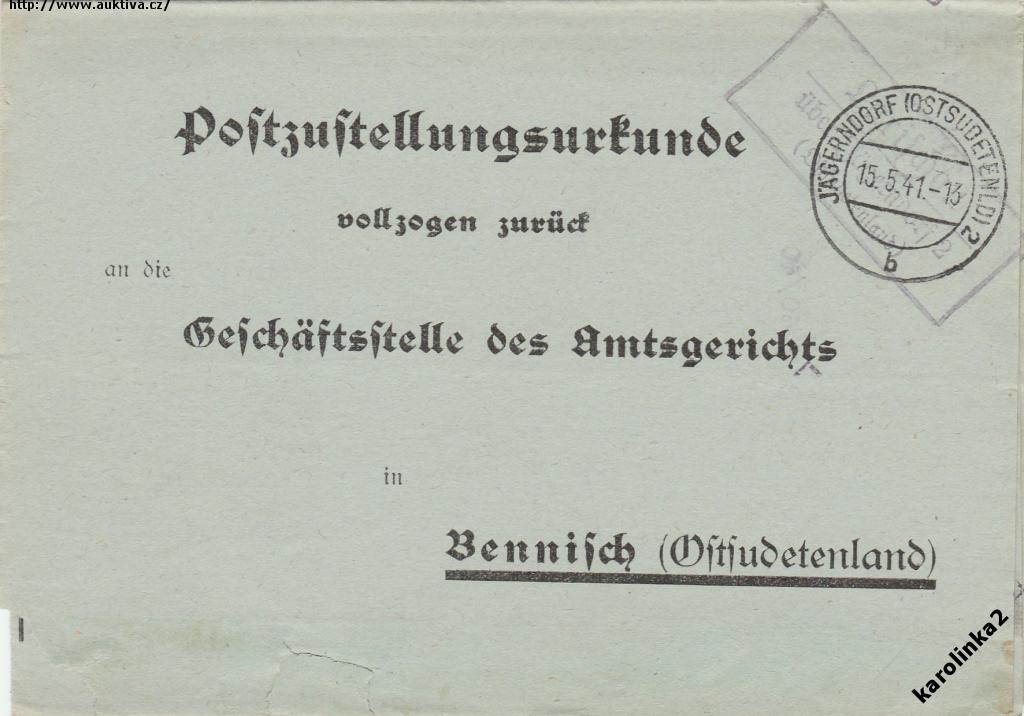 http://www.auktiva.cz/
Postzustellungsurkunde
vollzogen zurück
an die
Geschäftsstelle des Amtsgerichts
in
Bennisch (Ostsudetenland)
JÄGERNDORF (OSTSUDETENLD) 2
15.5.41.-13
b
karolinka2